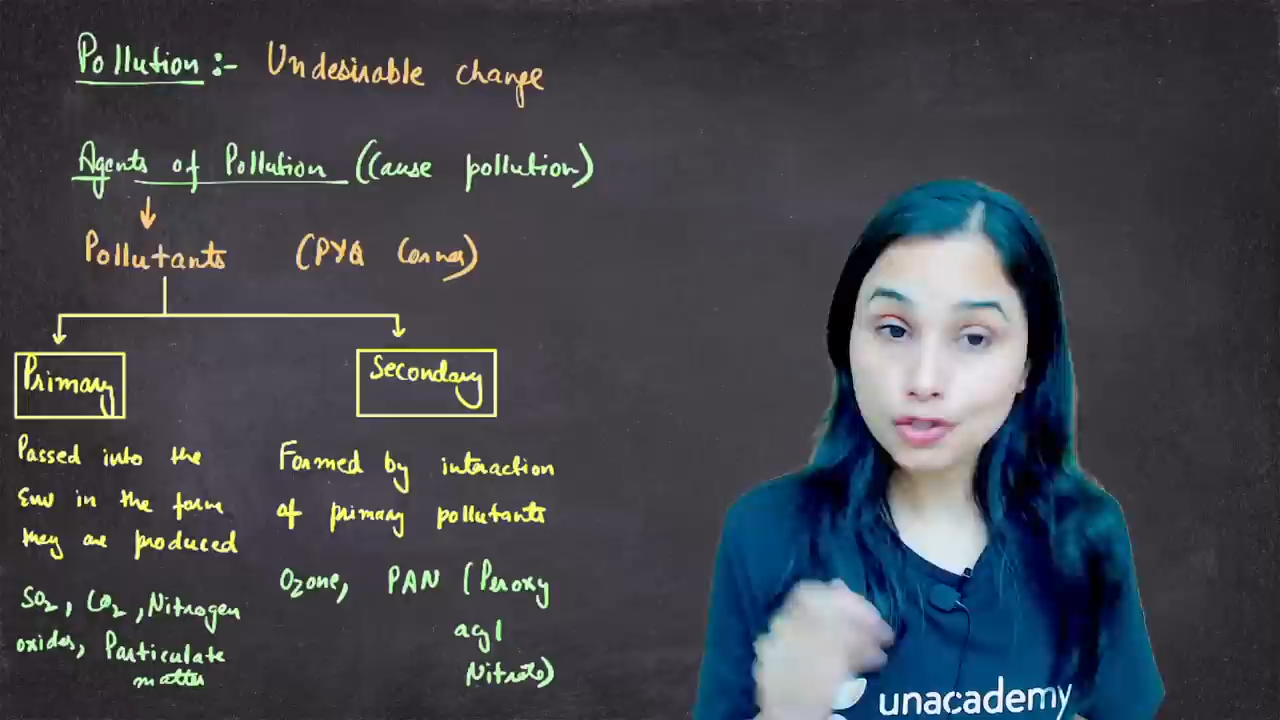 Pollution :- Undesirable change
Agents of Pollution (Cause pollution)
Pollutants (PYQ Corner)
Primary
Secondary
Passed into the
Env in the form
they are produced
SO2, CO2, Nitrogen
oxides, Particulate
matter
Formed by interaction
of primary pollutants
Ozone, PAN (Peroxy
acyl
Nitrate)
unacademy